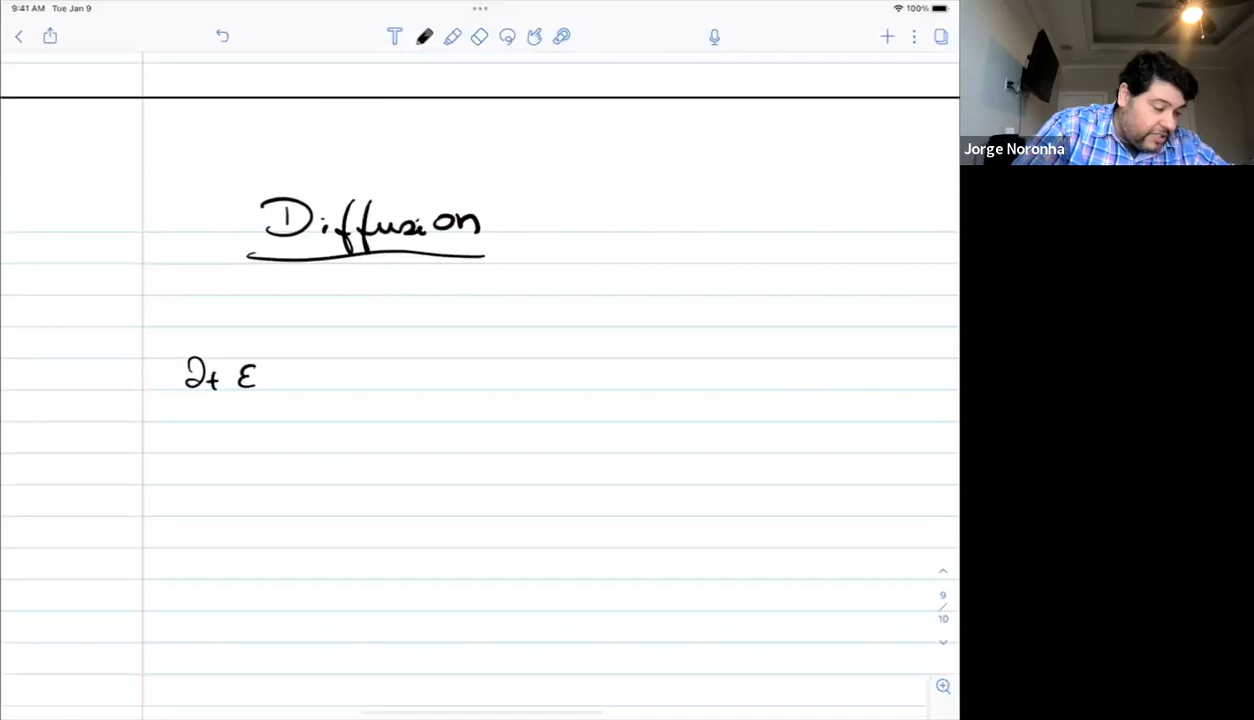 9:41 AM Tue Jan 9
100%
Jorge Noronha
Diffusion
∂t ε
9
10